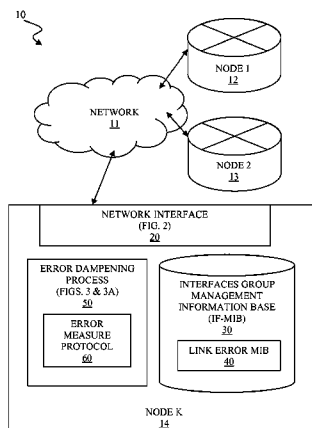 10
NODE 1
12
NETWORK
11
NODE 2
13
NETWORK INTERFACE
(FIG. 2)
20
ERROR DAMPENING
PROCESS
(FIGS. 3 & 3A)
50
ERROR
MEASURE
PROTOCOL
60
INTERFACES GROUP
MANAGEMENT
INFORMATION BASE
(IF-MIB)
30
LINK ERROR MIB
40
NODE K
14